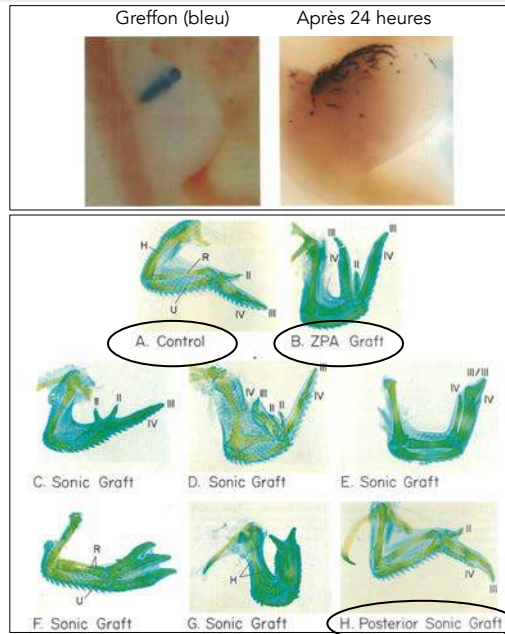 Greffon (bleu) Après 24 heures
III
H
R
II
U
IV
III
A. Control
III
III
IV
II
IV
B. ZPA Graft
II
II
III
IV
C. Sonic Graft
III
IV
III
II
II
IV
D. Sonic Graft
III/III
IV
IV
E. Sonic Graft
R
U
F. Sonic Graft
H
G. Sonic Graft
II
IV
III
H. Posterior Sonic Graft